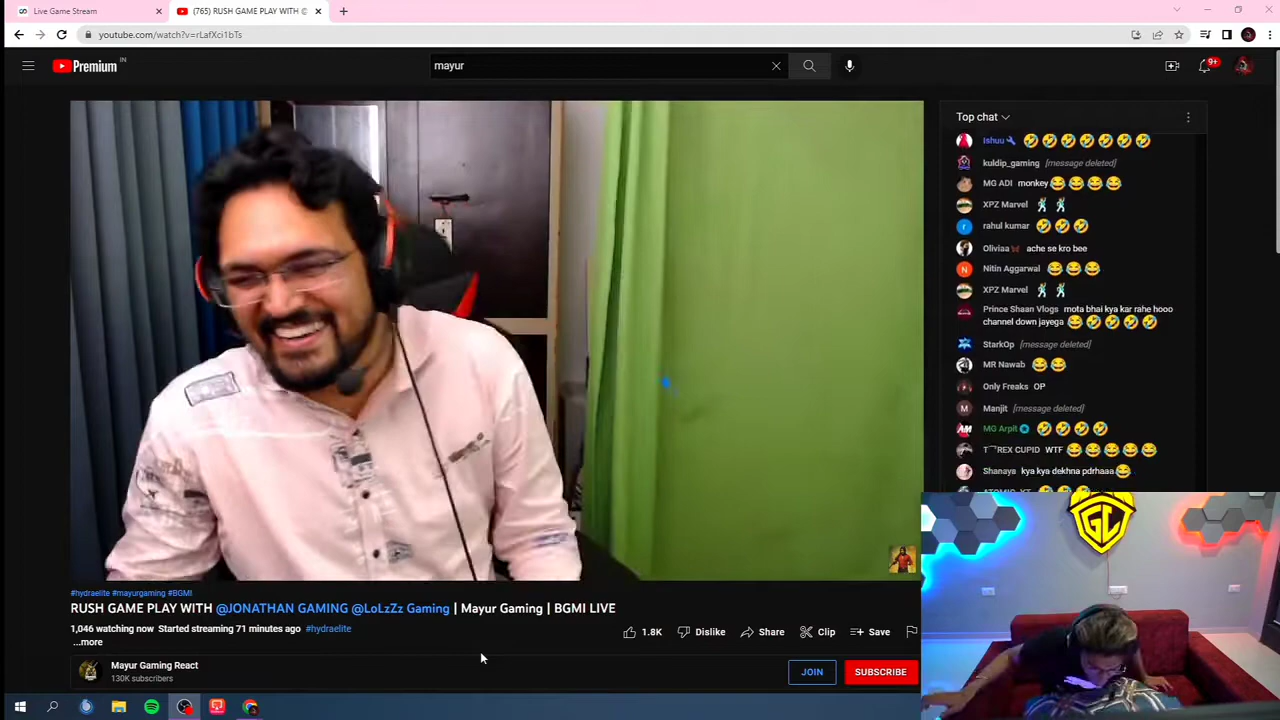 Live Game Stream
(765) RUSH GAME PLAY WITH @
youtube.com/watch?v=rLafXci1bTs
Premium IN
mayur
9+
Top chat
Ishuu
kuldip_gaming [message deleted]
MG ADI monkey
XPZ Marvel
rahul kumar
Oliviaa ache se kro bee
Nitin Aggarwal
XPZ Marvel
Prince Shaan Vlogs mota bhai kya kar rahe hooo
channel down jayega
StarkOp [message deleted]
MR Nawab
Only Freaks OP
Manjit [message deleted]
MG Arpit
REX CUPID WTF
Shanaya kya kya dekhna pdrhaaa
GL
#hydraelite #mayurgaming #BGMI
RUSH GAME PLAY WITH @JONATHAN GAMING @LoLzZz Gaming | Mayur Gaming | BGMI LIVE
1,046 watching now Started streaming 71 minutes ago #hydraelite
...more
1.8K Dislike Share Clip Save
Mayur Gaming React
130K subscribers
JOIN SUBSCRIBE